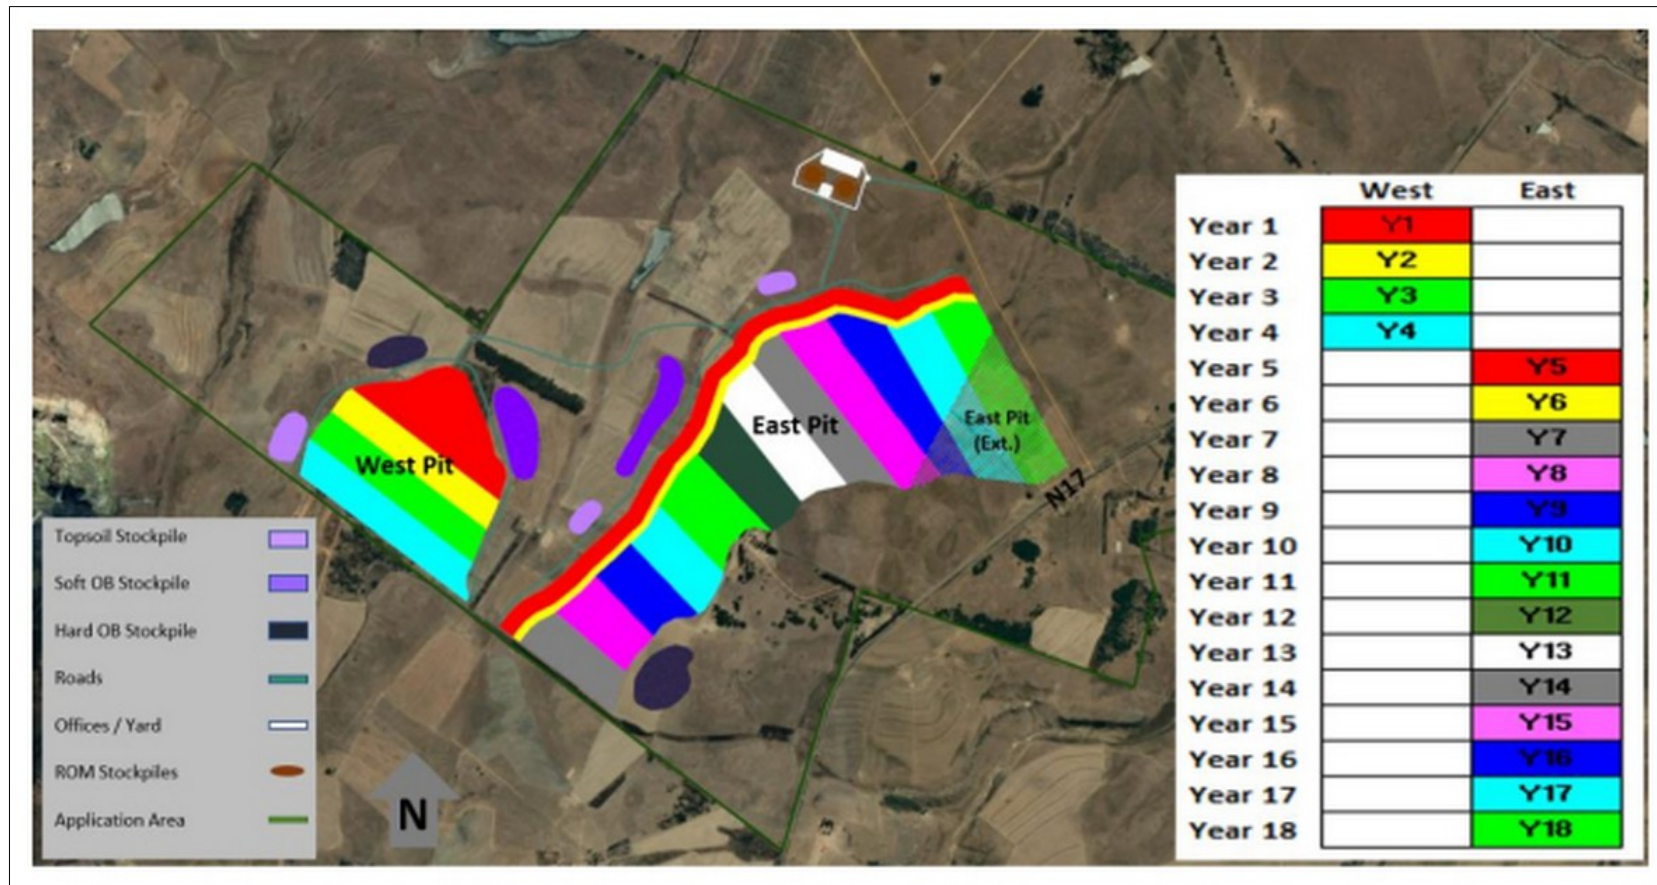 West East
Year 1 Y1
Year 2 Y2
Year 3 Y3
Year 4 Y4
Year 5 Y5
Year 6 Y6
Year 7 Y7
Year 8 Y8
Year 9 Y9
Year 10 Y10
Year 11 Y11
Year 12 Y12
Year 13 Y13
Year 14 Y14
Year 15 Y15
Year 16 Y16
Year 17 Y17
Year 18 Y18
East Pit
East Pit
(Ext.)
West Pit
N17
Topsoil Stockpile
Soft OB Stockpile
Hard OB Stockpile
Roads
Offices / Yard
ROM Stockpiles
Application Area
N